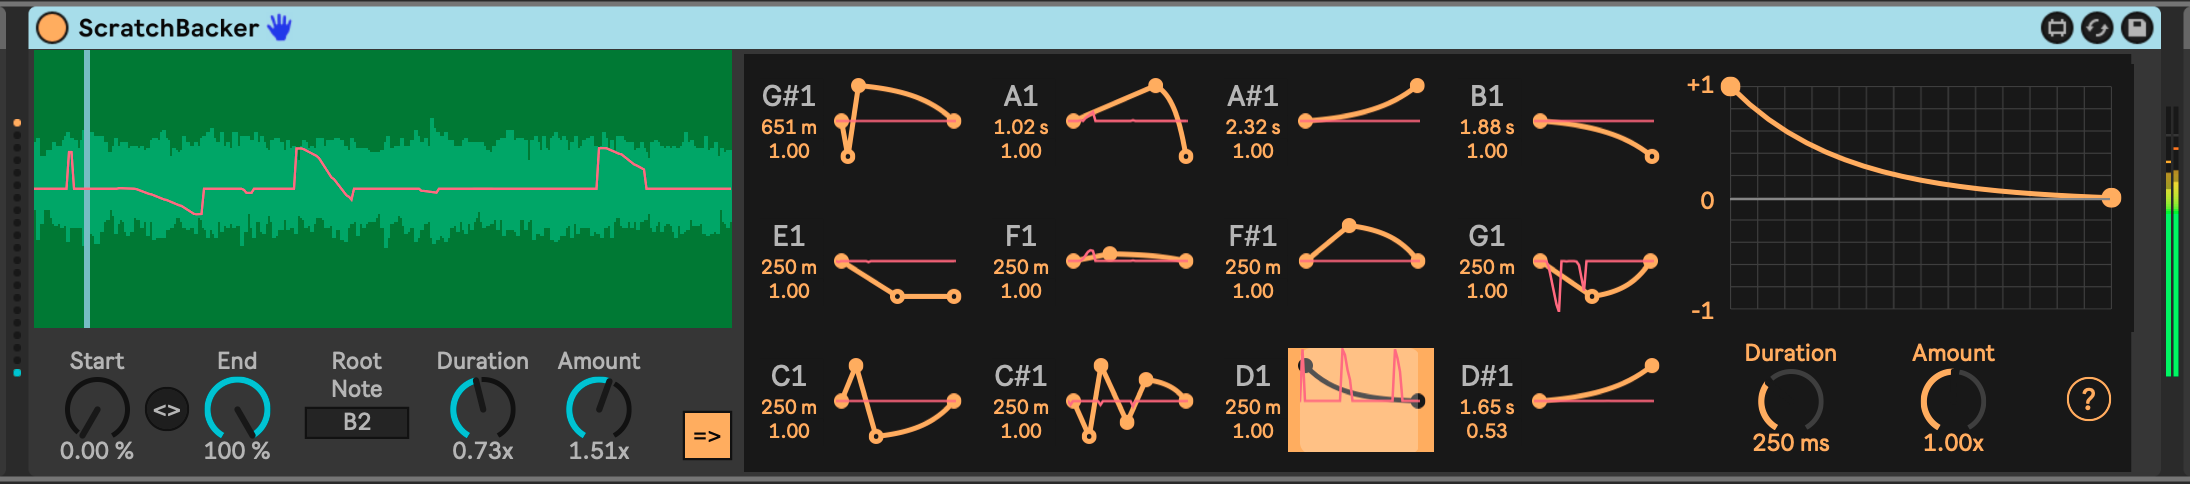 ScratchBacker
G#1
651 m
1.00
A1
1.02 s
1.00
A#1
2.32 s
1.00
B1
1.88 s
1.00
E1
250 m
1.00
F1
250 m
1.00
F#1
250 m
1.00
G1
250 m
1.00
C1
250 m
1.00
C#1
250 m
1.00
D1
250 m
1.00
D#1
1.65 s
0.53
+1
0
-1
Start
0.00 %
<>
End
100 %
Root
Note
B2
Duration
0.73x
Amount
1.51x
=>
Duration
250 ms
Amount
1.00x
?